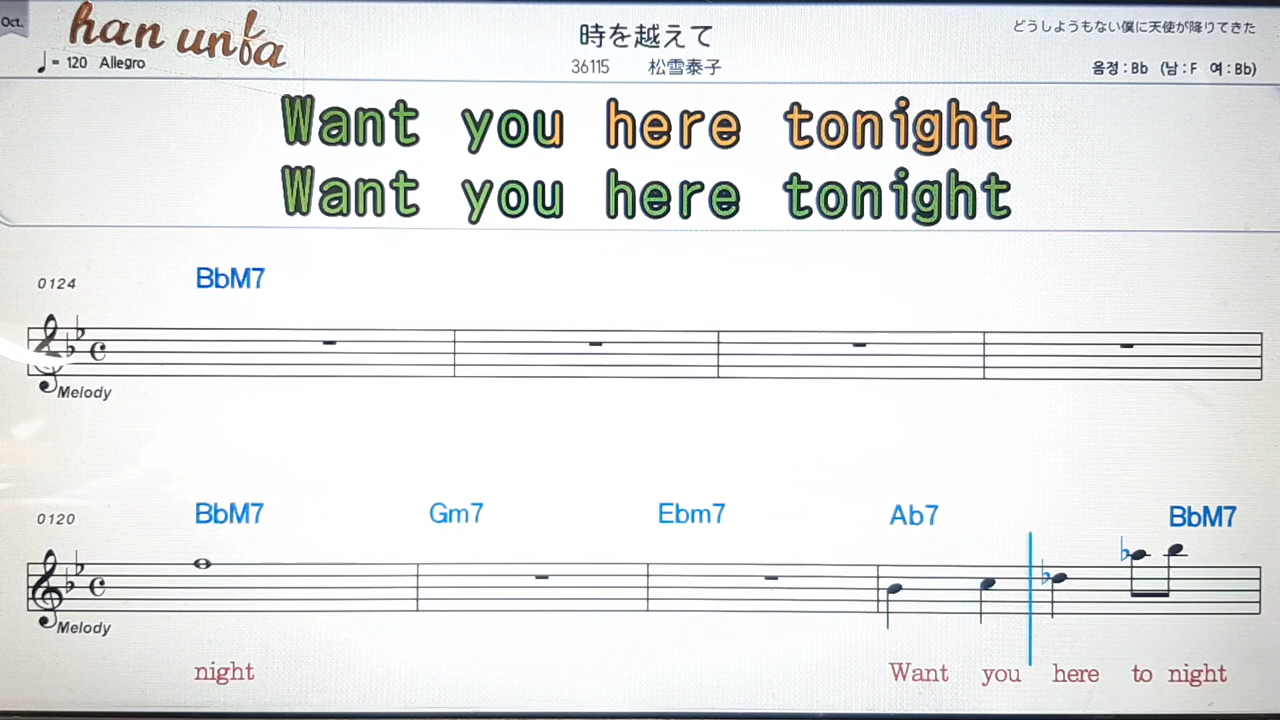 Oct.
han unfa
♩= 120 Allegro
時を越えて
36115 松雪泰子
どうしようもない僕に天使が降りてきた
음정 : Bb (남 : F 여 : Bb)
Want you here tonight
Want you here tonight
0124
BbM7
Melody
0120
BbM7 Gm7 Ebm7 Ab7 BbM7
Melody
night Want you here to night